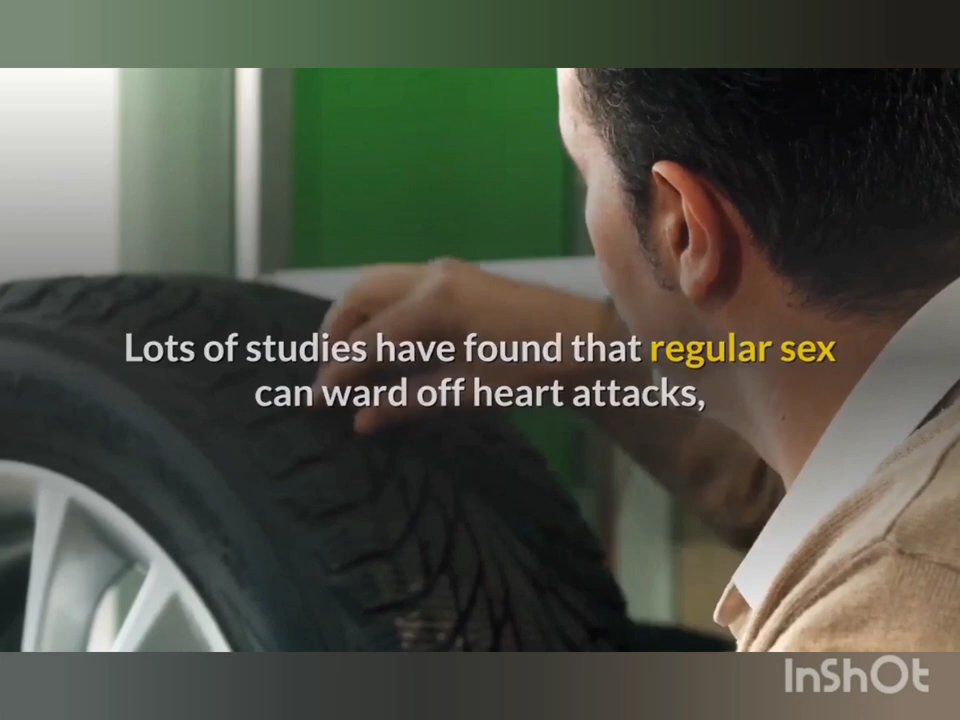 Lots of studies have found that regular sex
can ward off heart attacks,
InShOt